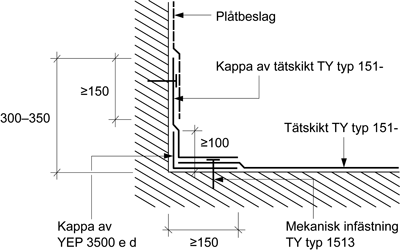 Plåtbeslag
≥150
Kappa av tätskikt TY typ 151-
300–350
≥100
Tätskikt TY typ 151-
Kappa av
YEP 3500 e d
≥150
Mekanisk infästning
TY typ 1513